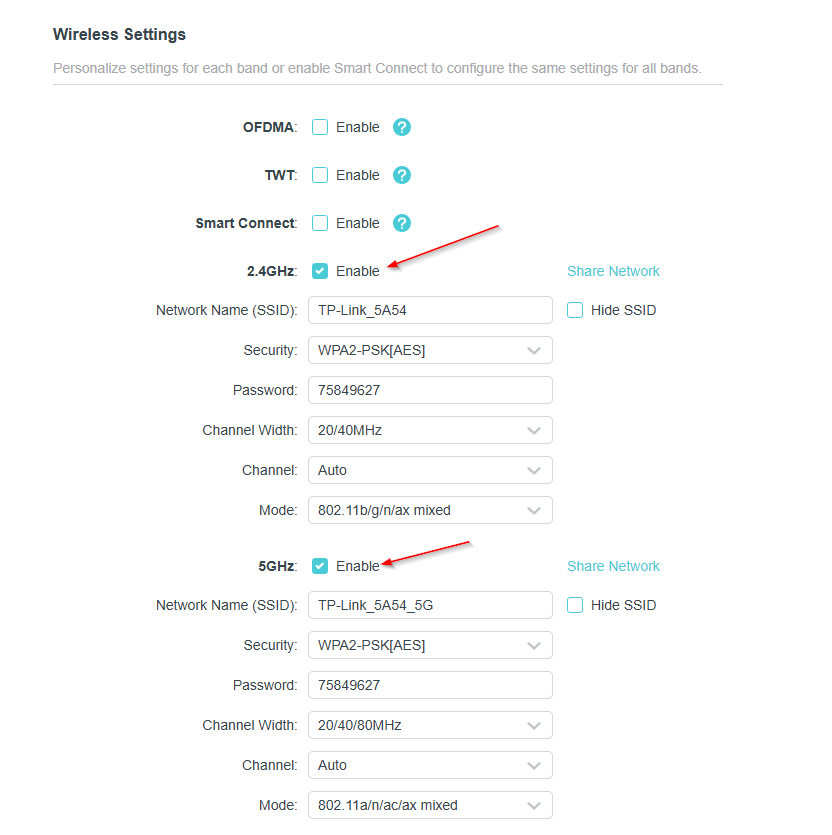 Wireless Settings
Personalize settings for each band or enable Smart Connect to configure the same settings for all bands.
OFDMA: Enable ?
TWT: Enable ?
Smart Connect: Enable ?
2.4GHz: Enable Share Network
Network Name (SSID): TP-Link_5A54 Hide SSID
Security: WPA2-PSK[AES]
Password: 75849627
Channel Width: 20/40MHz
Channel: Auto
Mode: 802.11b/g/n/ax mixed
5GHz: Enable Share Network
Network Name (SSID): TP-Link_5A54_5G Hide SSID
Security: WPA2-PSK[AES]
Password: 75849627
Channel Width: 20/40/80MHz
Channel: Auto
Mode: 802.11a/n/ac/ax mixed